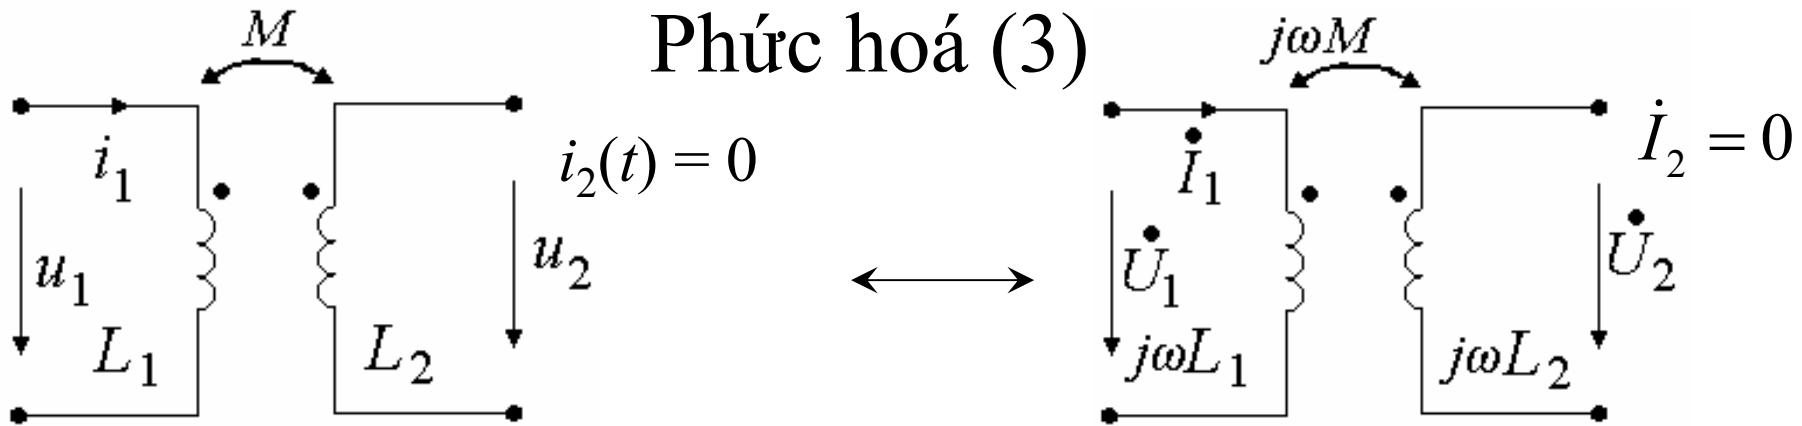 Phức hoá (3)
M
i₁
i₂(t) = 0
u₁
u₂
L₁
L₂
jωM
İ₁
İ₂ = 0
U̇₁
U̇₂
jωL₁
jωL₂